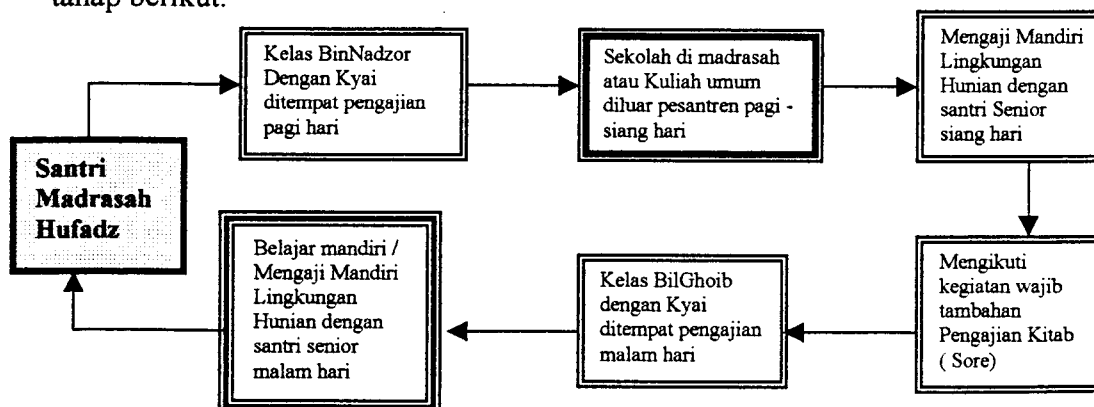 tahap berikut.
Kelas BinNadzor
Dengan Kyai
ditempat pengajian
pagi hari
Sekolah di madrasah
atau Kuliah umum
diluar pesantren pagi -
siang hari
Mengaji Mandiri
Lingkungan
Hunian dengan
santri Senior
siang hari
Santri
Madrasah
Hufadz
Belajar mandiri /
Mengaji Mandiri
Lingkungan
Hunian dengan
santri senior
malam hari
Kelas BilGhoib
dengan Kyai
ditempat pengajian
malam hari
Mengikuti
kegiatan wajib
tambahan
Pengajian Kitab
( Sore)